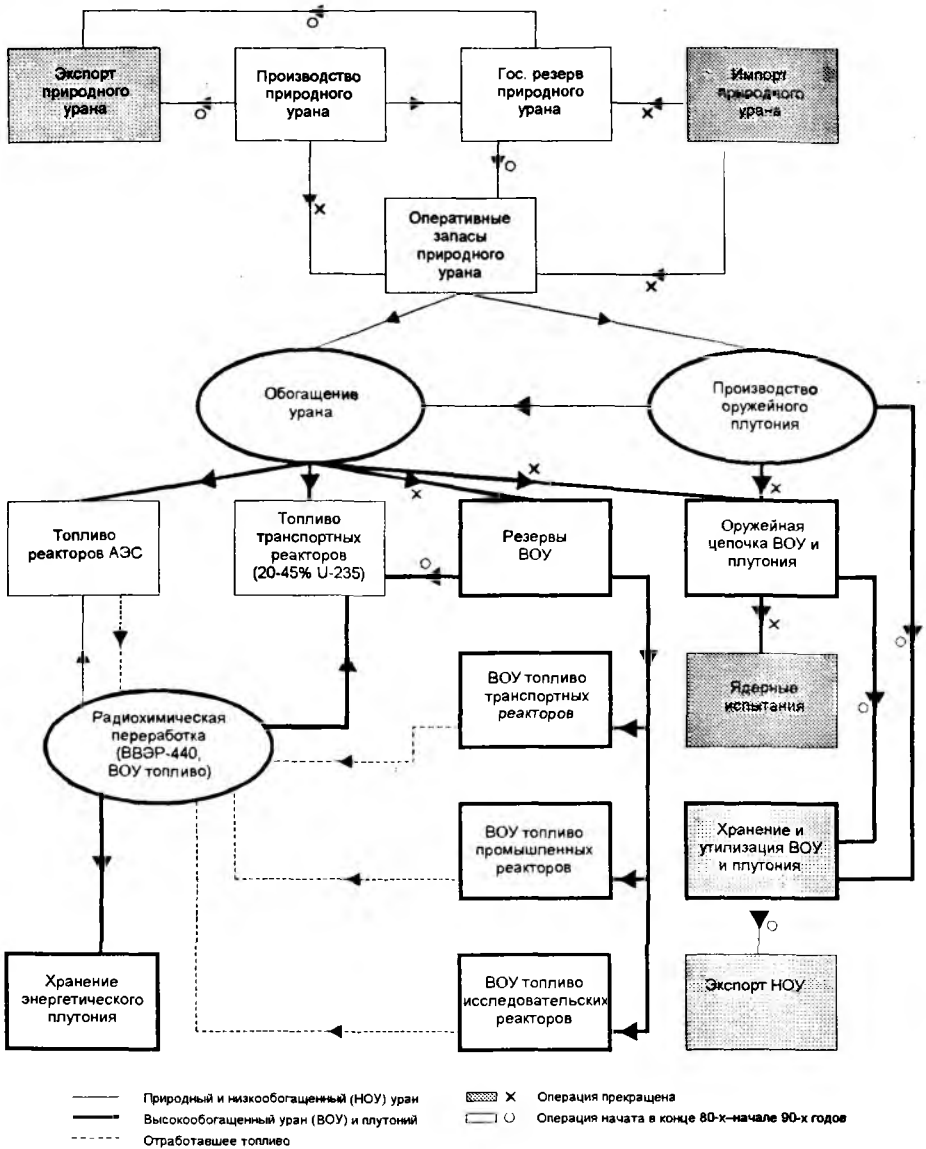 Экспорт
природного
урана
Производство
природного
урана
Гос. резерв
природного
урана
Импорт
природного
урана
Оперативные
запасы
природного
урана
Обогащение
урана
Производство
оружейного
плутония
Топливо
реакторов АЭС
Топливо
транспортных
реакторов
(20-45% U-235)
Резервы
ВОУ
Оружейная
цепочка ВОУ и
плутония
ВОУ топливо
транспортных
реакторов
Ядерные
испытания
Радиохимическая
переработка
(ВВЭР-440,
ВОУ топливо)
ВОУ топливо
промышленных
реакторов
Хранение и
утилизация ВОУ
и плутония
Хранение
энергетического
плутония
ВОУ топливо
исследовательских
реакторов
Экспорт НОУ
Природный и низкообогащенный (НОУ) уран
Высокообогащенный уран (ВОУ) и плутоний
Отработавшее топливо
× Операция прекращена
○ Операция начата в конце 80-х–начале 90-х годов